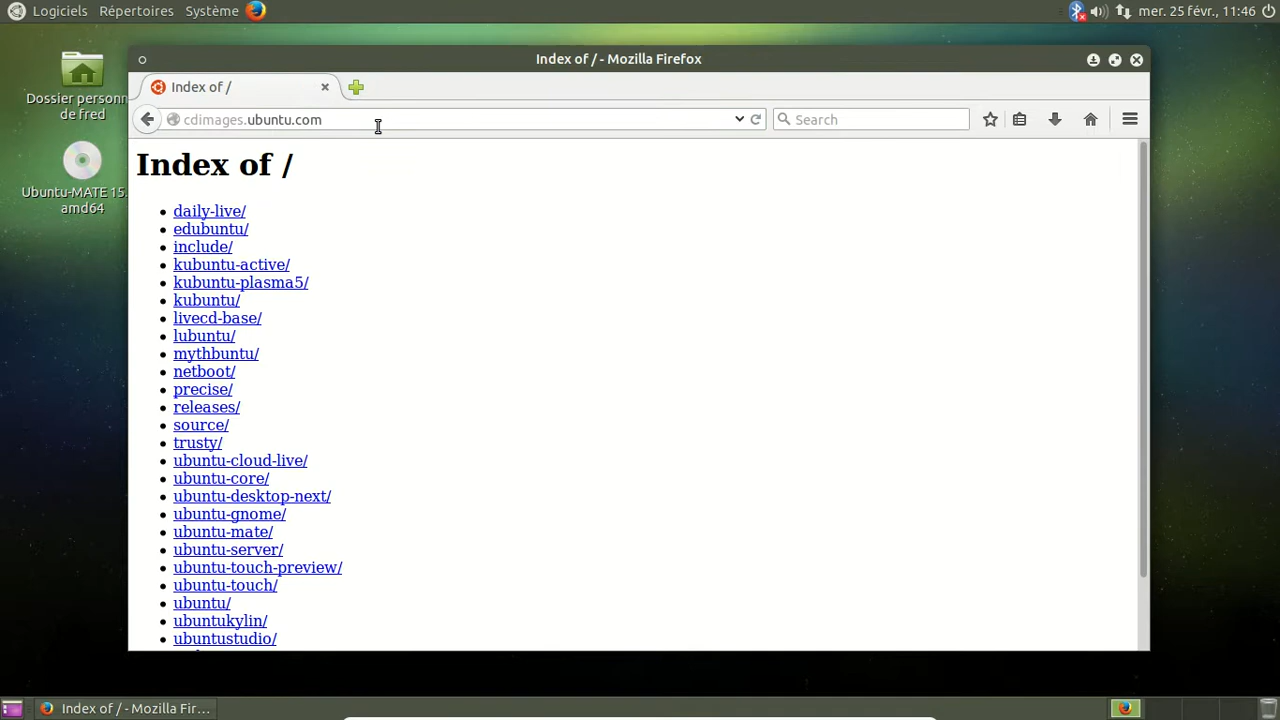 Logiciels Répertoires Système mer. 25 févr., 11:46
Index of / - Mozilla Firefox
Index of /
cdimages.ubuntu.com Search
Dossier personn
de fred
Ubuntu-MATE 15.
amd64
Index of /
daily-live/
edubuntu/
include/
kubuntu-active/
kubuntu-plasma5/
kubuntu/
livecd-base/
lubuntu/
mythbuntu/
netboot/
precise/
releases/
source/
trusty/
ubuntu-cloud-live/
ubuntu-core/
ubuntu-desktop-next/
ubuntu-gnome/
ubuntu-mate/
ubuntu-server/
ubuntu-touch-preview/
ubuntu-touch/
ubuntu/
ubuntukylin/
ubuntustudio/
Index of / - Mozilla Fir...